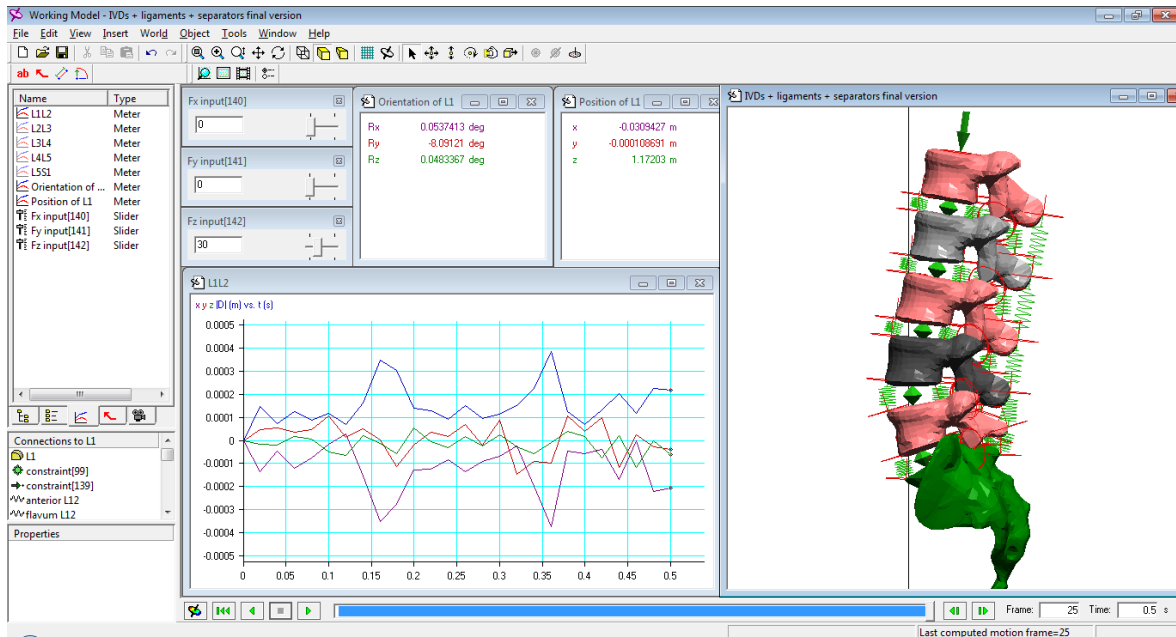 Working Model - IVDs + ligaments + separators final version
File Edit View Insert World Object Tools Window Help
ab
Name Type
L1L2 Meter
L2L3 Meter
L3L4 Meter
L4L5 Meter
L5S1 Meter
Orientation of ... Meter
Position of L1 Meter
Fx input[140] Slider
Fy input[141] Slider
Fz input[142] Slider
Connections to L1
L1
constraint[99]
constraint[139]
anterior L12
flavum L12
Properties
Fx input[140]
0
Fy input[141]
0
Fz input[142]
30
Orientation of L1
Rx 0.0537413 deg
Ry -8.09121 deg
Rz 0.0483367 deg
Position of L1
x -0.0309427 m
y -0.000108691 m
z 1.17203 m
L1L2
x y z |D| (m) vs. t (s)
0.0005
0.0004
0.0003
0.0002
0.0001
0
-0.0001
-0.0002
-0.0003
-0.0004
-0.0005
0 0.05 0.1 0.15 0.2 0.25 0.3 0.35 0.4 0.45 0.5
IVDs + ligaments + separators final version
Frame: 25 Time: 0.5 s
Last computed motion frame=25